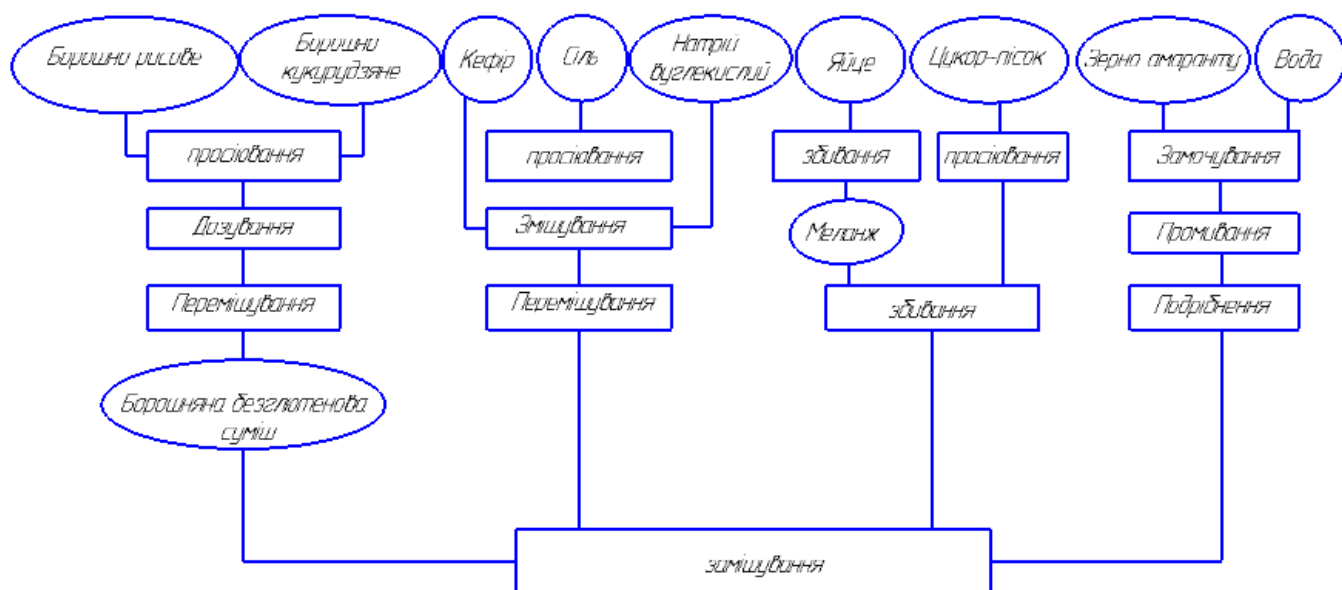 Борошно рисове
Борошно
кукурудзяне
Кефір
Сіль
Натрій
вуглекислий
Яйце
Цукор-пісок
Зерно амаранту
Вода
просіювання
просіювання
збивання
просіювання
Замочування
Дозування
Змішування
Меланж
Промивання
Перемішування
Перемішування
збивання
Подрібнення
Борошняна безглютенова
суміш
замішування